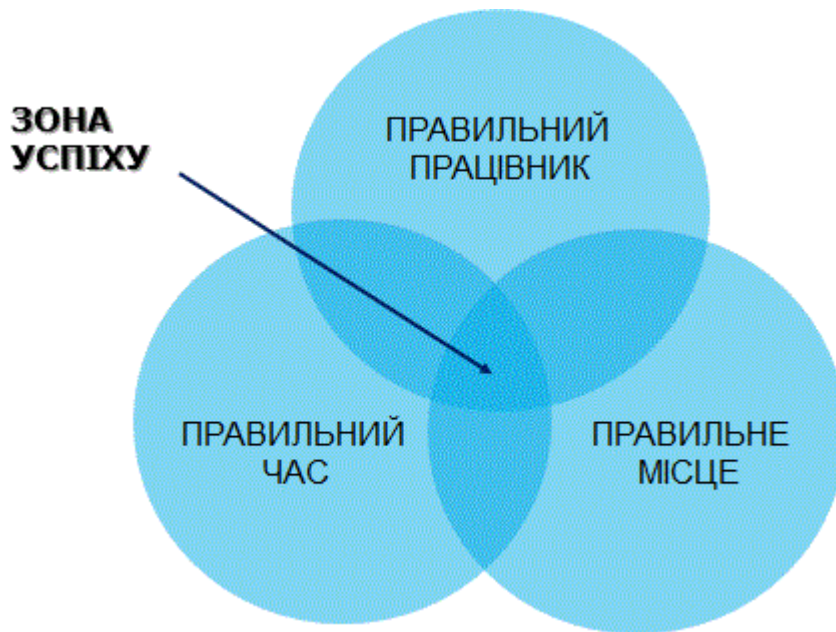 ЗОНА
УСПІХУ
ПРАВИЛЬНИЙ
ПРАЦІВНИК
ПРАВИЛЬНИЙ
ЧАС
ПРАВИЛЬНЕ
МІСЦЕ